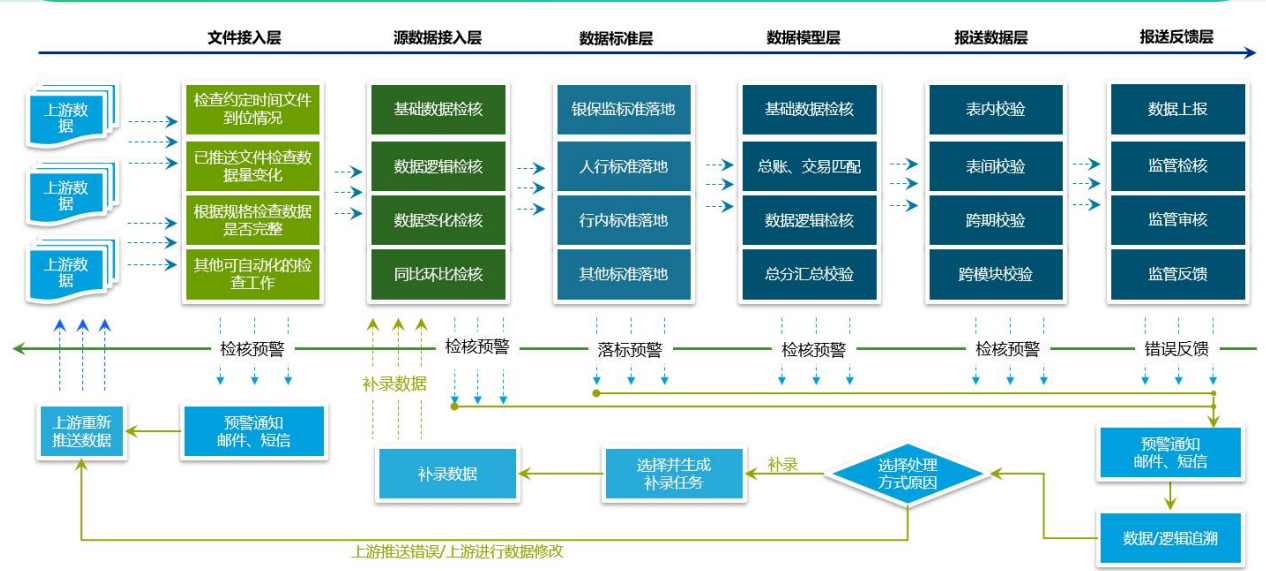 文件接入层
源数据接入层
数据标准层
数据模型层
报送数据层
报送反馈层
上游数
据
上游数
据
上游数
据
检查约定时间文件
到位情况
已推送文件检查数
据量变化
根据规格检查数据
是否完整
其他可自动化的检
查工作
基础数据检核
数据逻辑检核
数据变化检核
同比环比检核
银保监标准落地
人行标准落地
行内标准落地
其他标准落地
基础数据检核
总账、交易匹配
数据逻辑检核
总分汇总校验
表内校验
表间校验
跨期校验
跨模块校验
数据上报
监管检核
监管审核
监管反馈
检核预警
检核预警
落标预警
检核预警
检核预警
错误反馈
补录数据
上游重新
推送数据
预警通知
邮件、短信
补录数据
选择并生成
补录任务
补录
选择处理
方式原因
预警通知
邮件、短信
数据/逻辑追溯
上游推送错误/上游进行数据修改